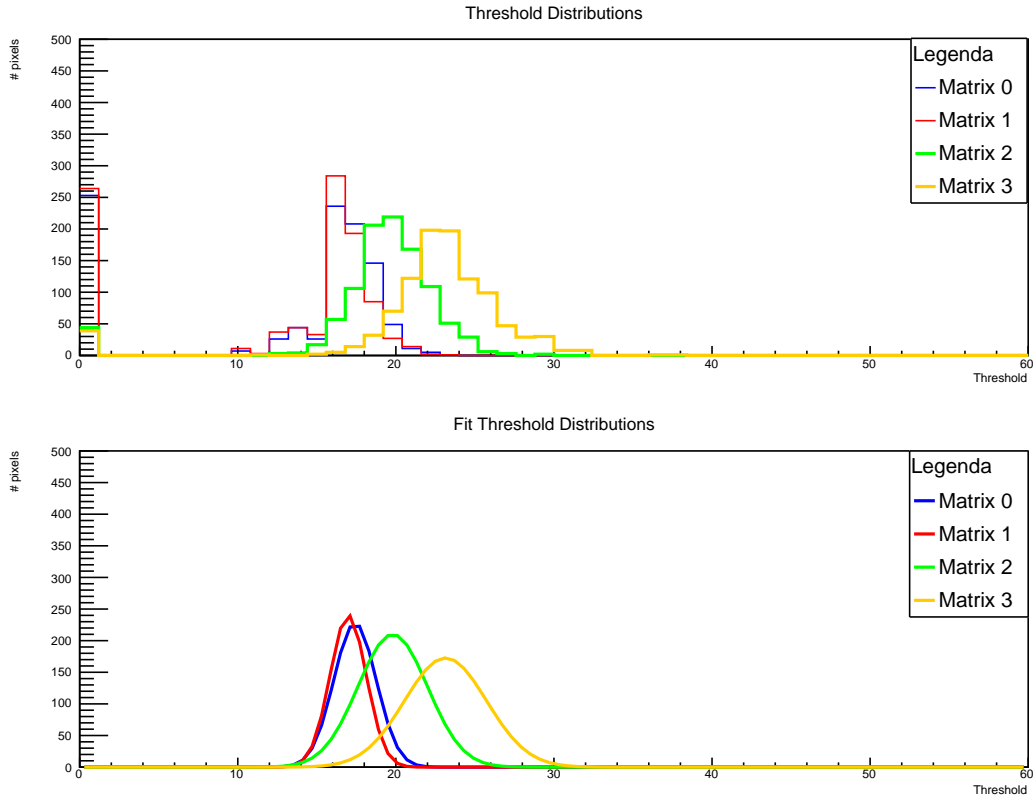 Threshold Distributions
# pixels
500
450
400
350
300
250
200
150
100
50
0
0 10 20 30 40 50 60
Threshold
Legenda
Matrix 0
Matrix 1
Matrix 2
Matrix 3
Fit Threshold Distributions
# pixels
500
450
400
350
300
250
200
150
100
50
0
0 10 20 30 40 50 60
Threshold
Legenda
Matrix 0
Matrix 1
Matrix 2
Matrix 3